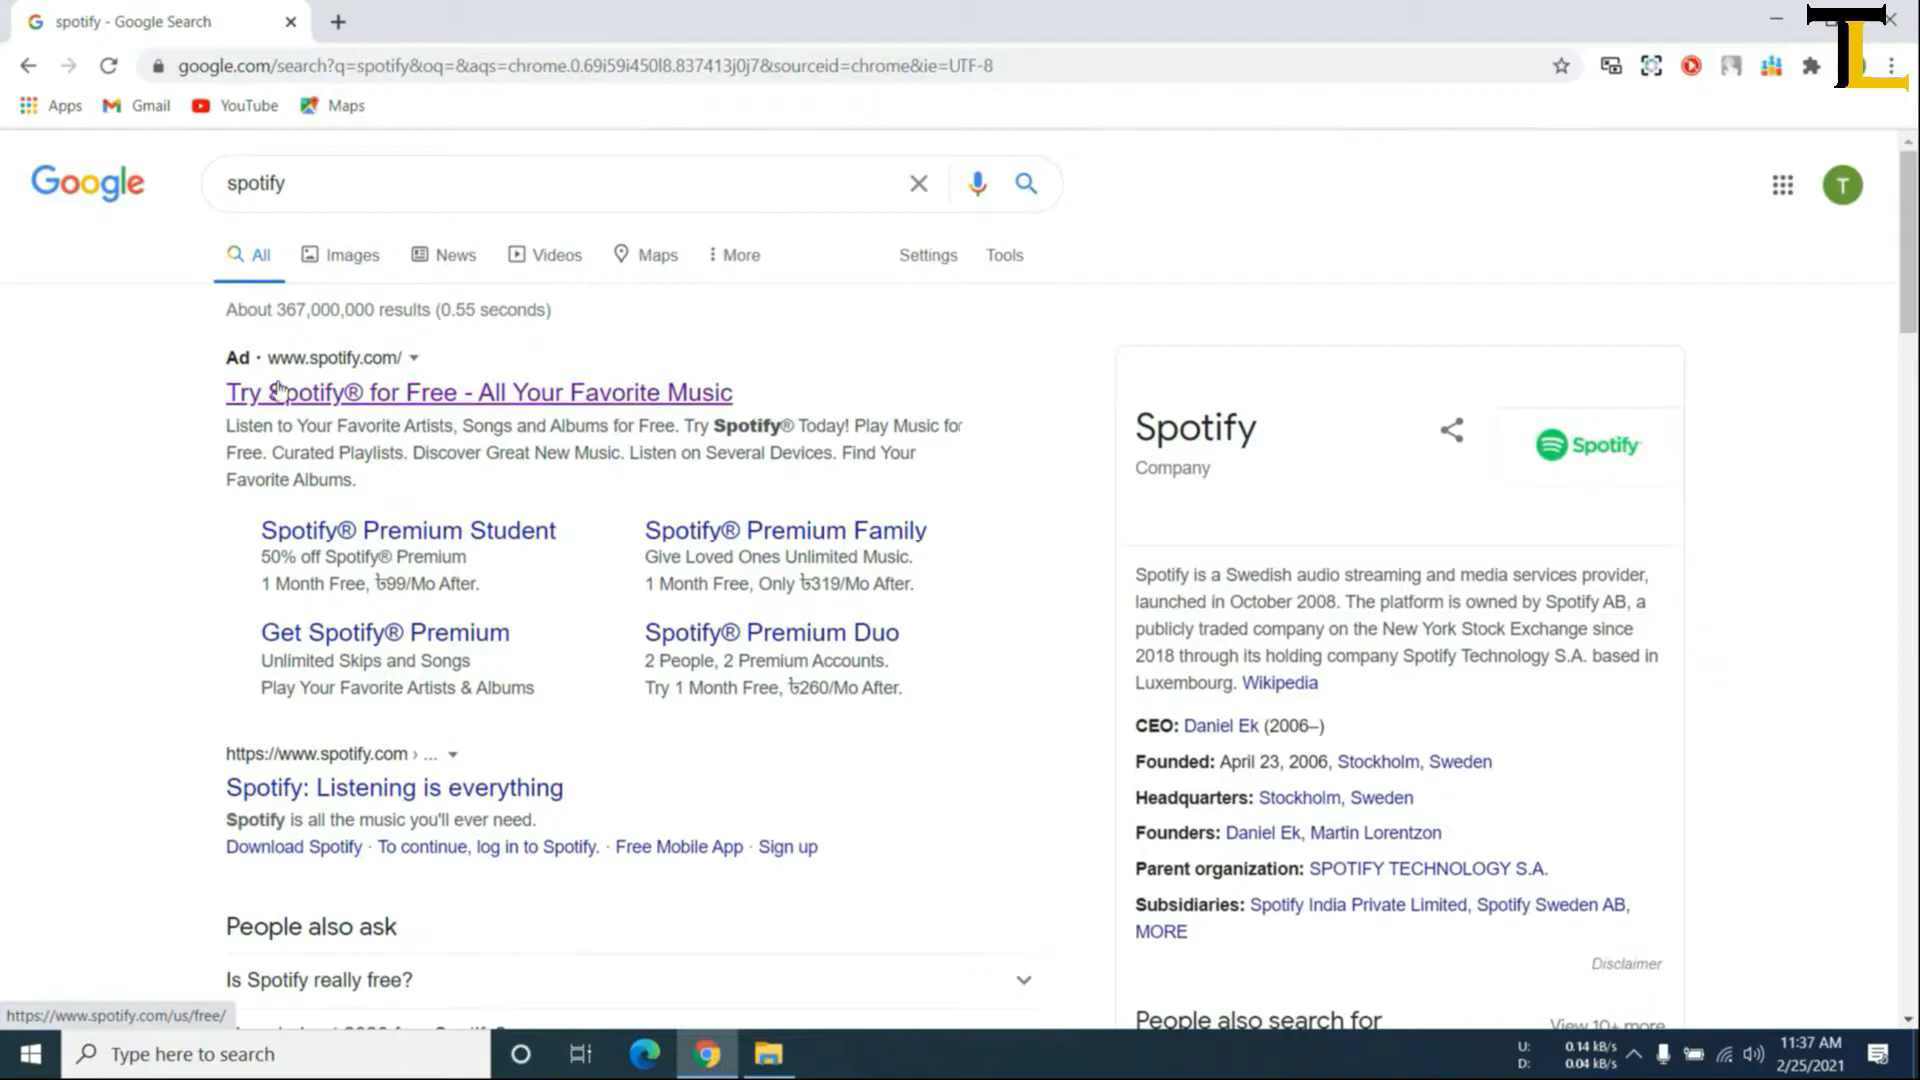 spotify - Google Search
google.com/search?q=spotify&oq=&aqs=chrome.0.69i59i450l8.837413j0j7&sourceid=chrome&ie=UTF-8
Apps Gmail YouTube Maps
Google
spotify
T
All Images News Videos Maps More Settings Tools
About 367,000,000 results (0.55 seconds)
Ad · www.spotify.com/
Try Spotify® for Free - All Your Favorite Music
Listen to Your Favorite Artists, Songs and Albums for Free. Try Spotify® Today! Play Music for
Free. Curated Playlists. Discover Great New Music. Listen on Several Devices. Find Your
Favorite Albums.
Spotify® Premium Student
50% off Spotify® Premium
1 Month Free, ৳99/Mo After.
Spotify® Premium Family
Give Loved Ones Unlimited Music.
1 Month Free, Only ৳319/Mo After.
Get Spotify® Premium
Unlimited Skips and Songs
Play Your Favorite Artists & Albums
Spotify® Premium Duo
2 People, 2 Premium Accounts.
Try 1 Month Free, ৳260/Mo After.
https://www.spotify.com › ...
Spotify: Listening is everything
Spotify is all the music you'll ever need.
Download Spotify · To continue, log in to Spotify. · Free Mobile App · Sign up
People also ask
Is Spotify really free?
Spotify
Company
Spotify
Spotify is a Swedish audio streaming and media services provider,
launched in October 2008. The platform is owned by Spotify AB, a
publicly traded company on the New York Stock Exchange since
2018 through its holding company Spotify Technology S.A. based in
Luxembourg. Wikipedia
CEO: Daniel Ek (2006–)
Founded: April 23, 2006, Stockholm, Sweden
Headquarters: Stockholm, Sweden
Founders: Daniel Ek, Martin Lorentzon
Parent organization: SPOTIFY TECHNOLOGY S.A.
Subsidiaries: Spotify India Private Limited, Spotify Sweden AB,
MORE
Disclaimer
People also search for
View 10+ more
https://www.spotify.com/us/free/
Type here to search
U: 0.14 kB/s
D: 0.04 kB/s
11:37 AM
2/25/2021
TL